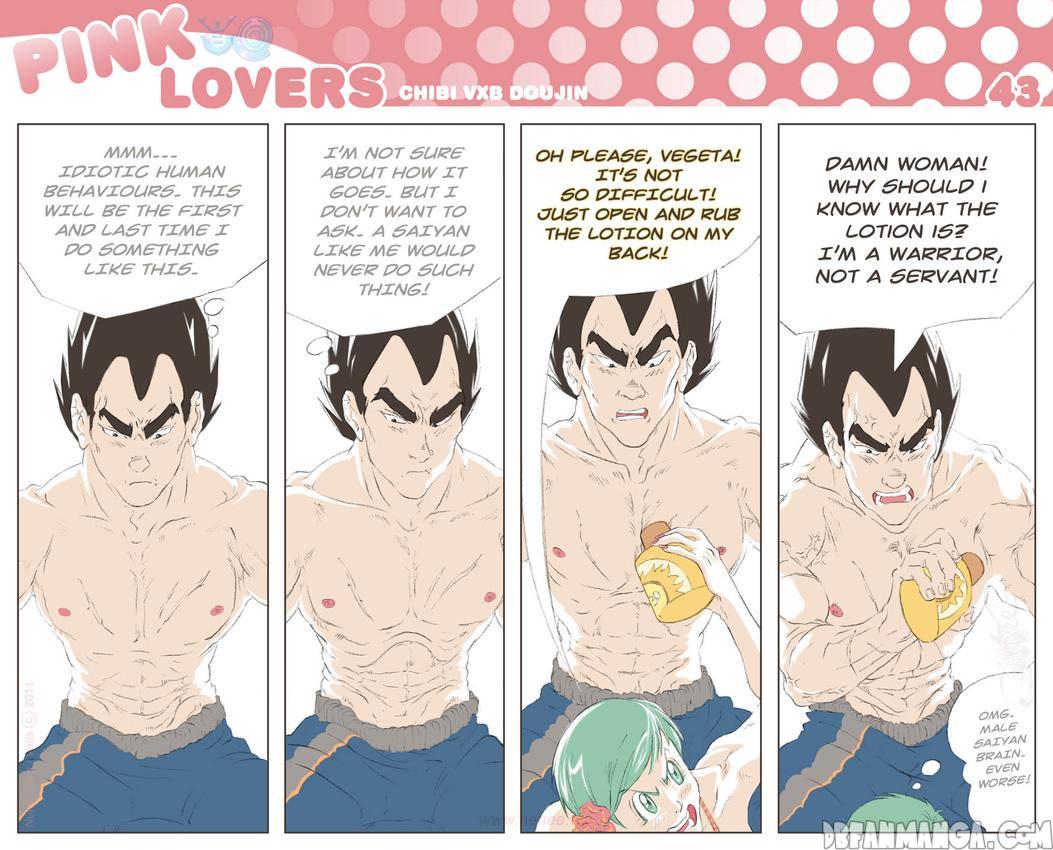 PINK
LOVERS
CHIBI VXB DOUJIN
43
MMM...
IDIOTIC HUMAN
BEHAVIOURS. THIS
WILL BE THE FIRST
AND LAST TIME I
DO SOMETHING
LIKE THIS.
I'M NOT SURE
ABOUT HOW IT
GOES. BUT I
DON'T WANT TO
ASK. A SAIYAN
LIKE ME WOULD
NEVER DO SUCH
THING!
OH PLEASE, VEGETA!
IT'S NOT
SO DIFFICULT!
JUST OPEN AND RUB
THE LOTION ON MY
BACK!
DAMN WOMAN!
WHY SHOULD I
KNOW WHAT THE
LOTION IS?
I'M A WARRIOR,
NOT A SERVANT!
OMG.
MALE
SAIYAN
BRAIN.
EVEN
WORSE!
© 2011
DBFANMANGA.COM